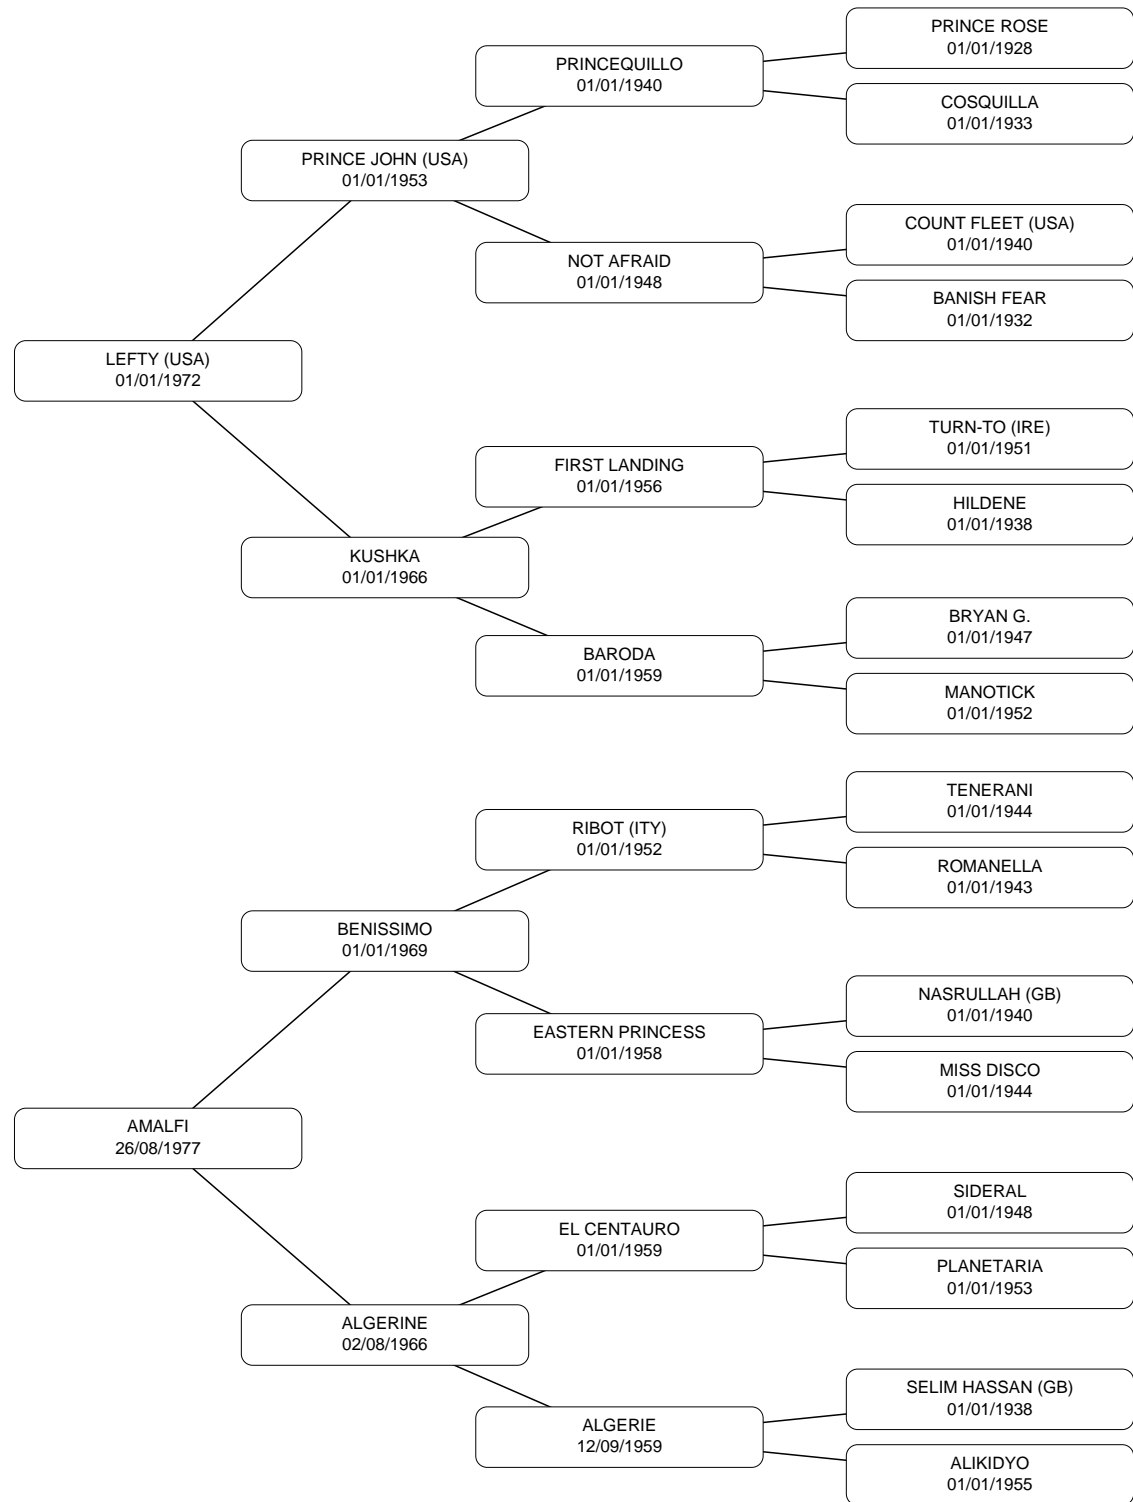 PRINCE ROSE
01/01/1928
PRINCEQUILLO
01/01/1940
COSQUILLA
01/01/1933
PRINCE JOHN (USA)
01/01/1953
COUNT FLEET (USA)
01/01/1940
NOT AFRAID
01/01/1948
BANISH FEAR
01/01/1932
LEFTY (USA)
01/01/1972
TURN-TO (IRE)
01/01/1951
FIRST LANDING
01/01/1956
HILDENE
01/01/1938
KUSHKA
01/01/1966
BRYAN G.
01/01/1947
BARODA
01/01/1959
MANOTICK
01/01/1952
TENERANI
01/01/1944
RIBOT (ITY)
01/01/1952
ROMANELLA
01/01/1943
BENISSIMO
01/01/1969
NASRULLAH (GB)
01/01/1940
EASTERN PRINCESS
01/01/1958
MISS DISCO
01/01/1944
AMALFI
26/08/1977
SIDERAL
01/01/1948
EL CENTAURO
01/01/1959
PLANETARIA
01/01/1953
ALGERINE
02/08/1966
SELIM HASSAN (GB)
01/01/1938
ALGERIE
12/09/1959
ALIKIDYO
01/01/1955